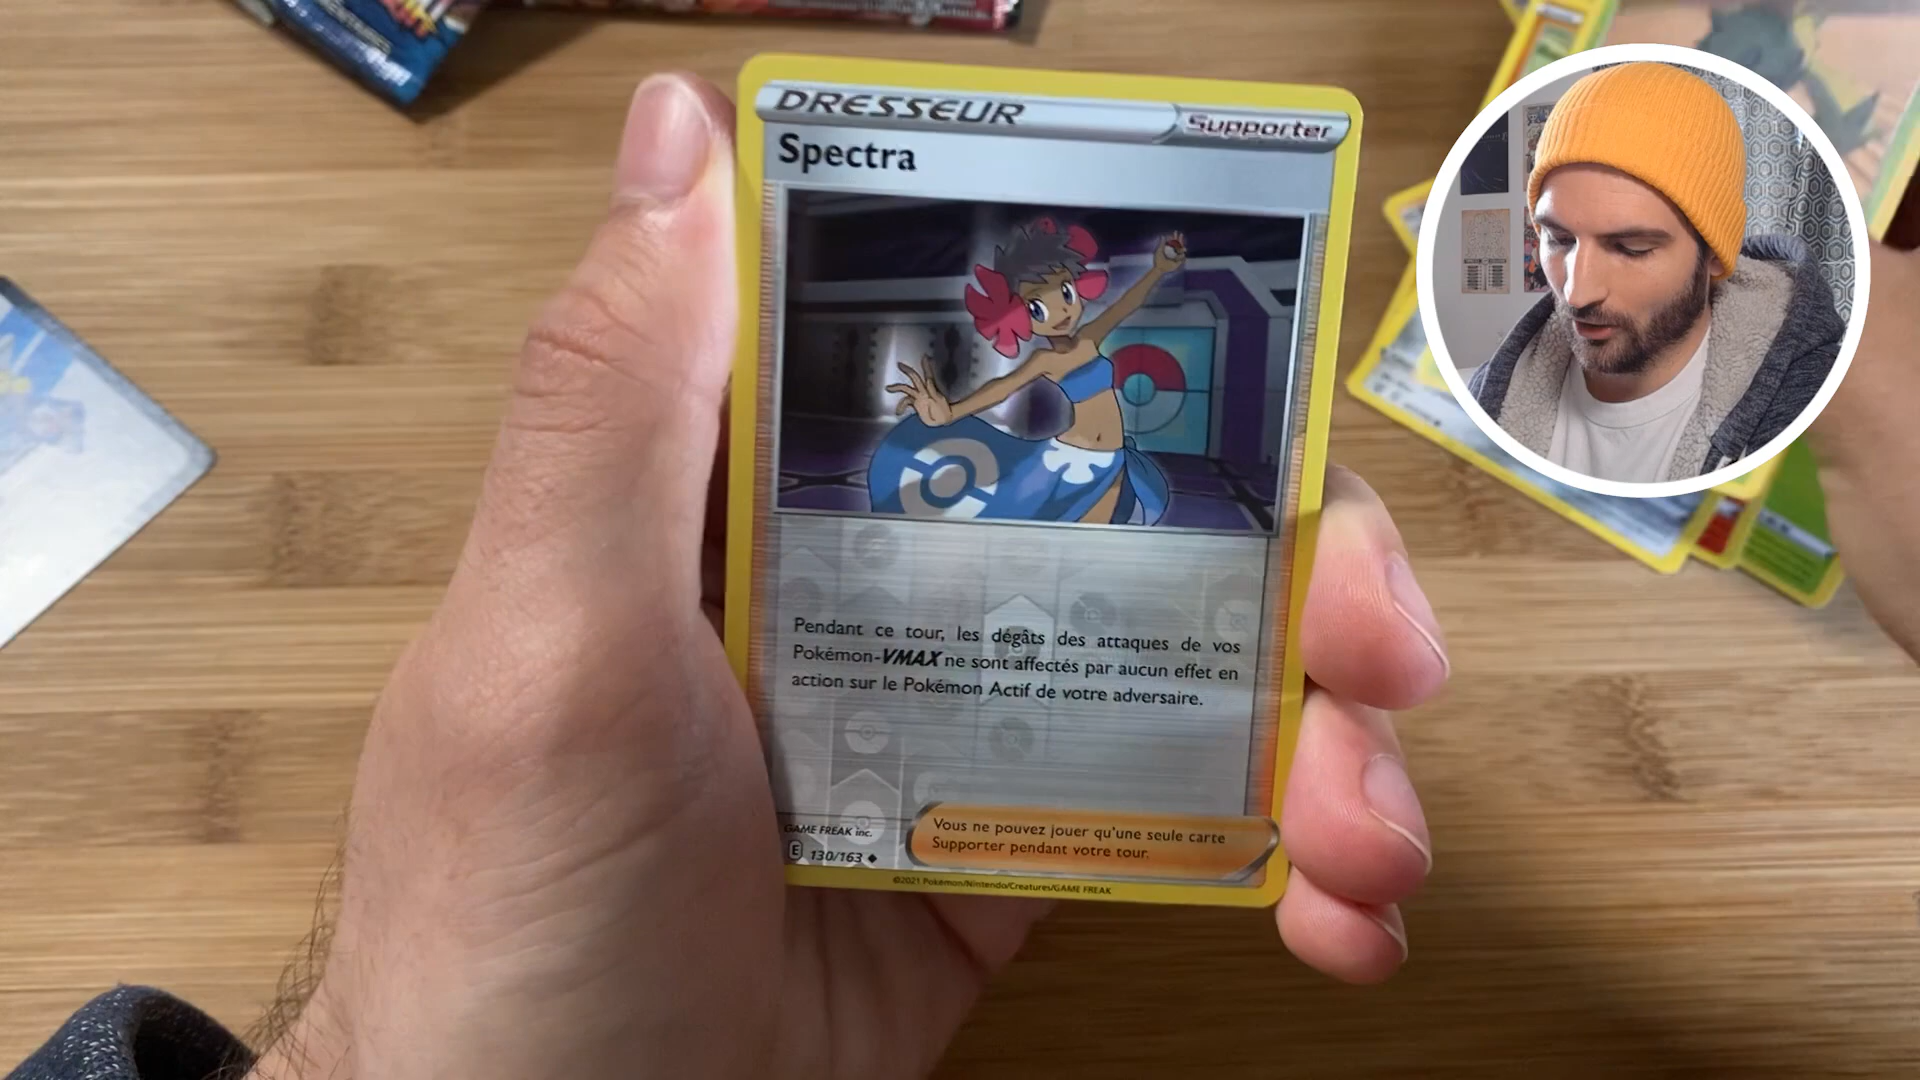 DRESSEUR
Supporter
Spectra
Pendant ce tour, les dégâts des attaques de vos
Pokémon-VMAX ne sont affectés par aucun effet en
action sur le Pokémon Actif de votre adversaire.
GAME FREAK inc.
E 130/163
Vous ne pouvez jouer qu'une seule carte
Supporter pendant votre tour.
©2021 Pokémon/Nintendo/Creatures/GAME FREAK